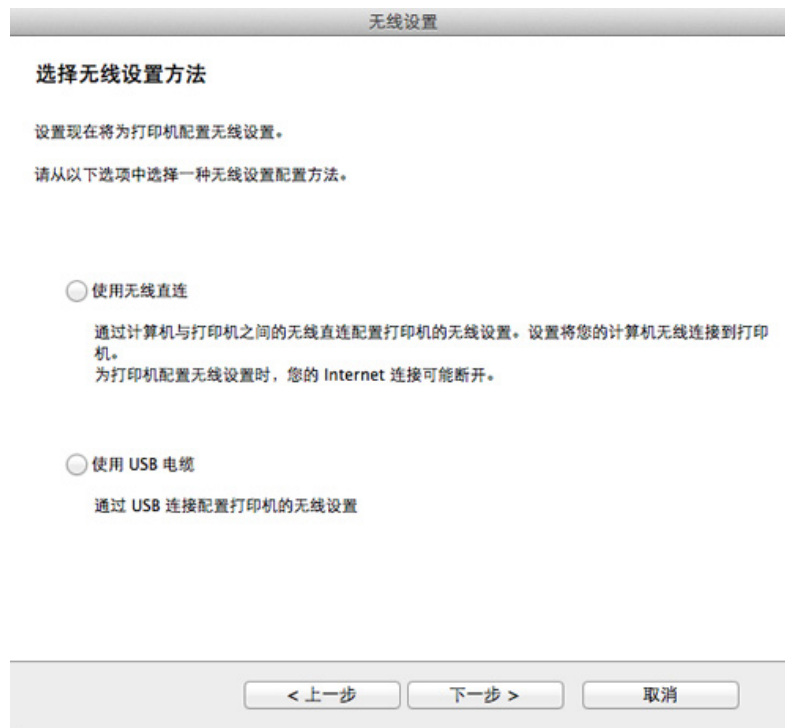 无线设置
选择无线设置方法
设置现在将为打印机配置无线设置。
请从以下选项中选择一种无线设置配置方法。
使用无线直连
通过计算机与打印机之间的无线直连配置打印机的无线设置。设置将您的计算机无线连接到打印
机。
为打印机配置无线设置时，您的 Internet 连接可能断开。
使用 USB 电缆
通过 USB 连接配置打印机的无线设置
< 上一步
下一步 >
取消